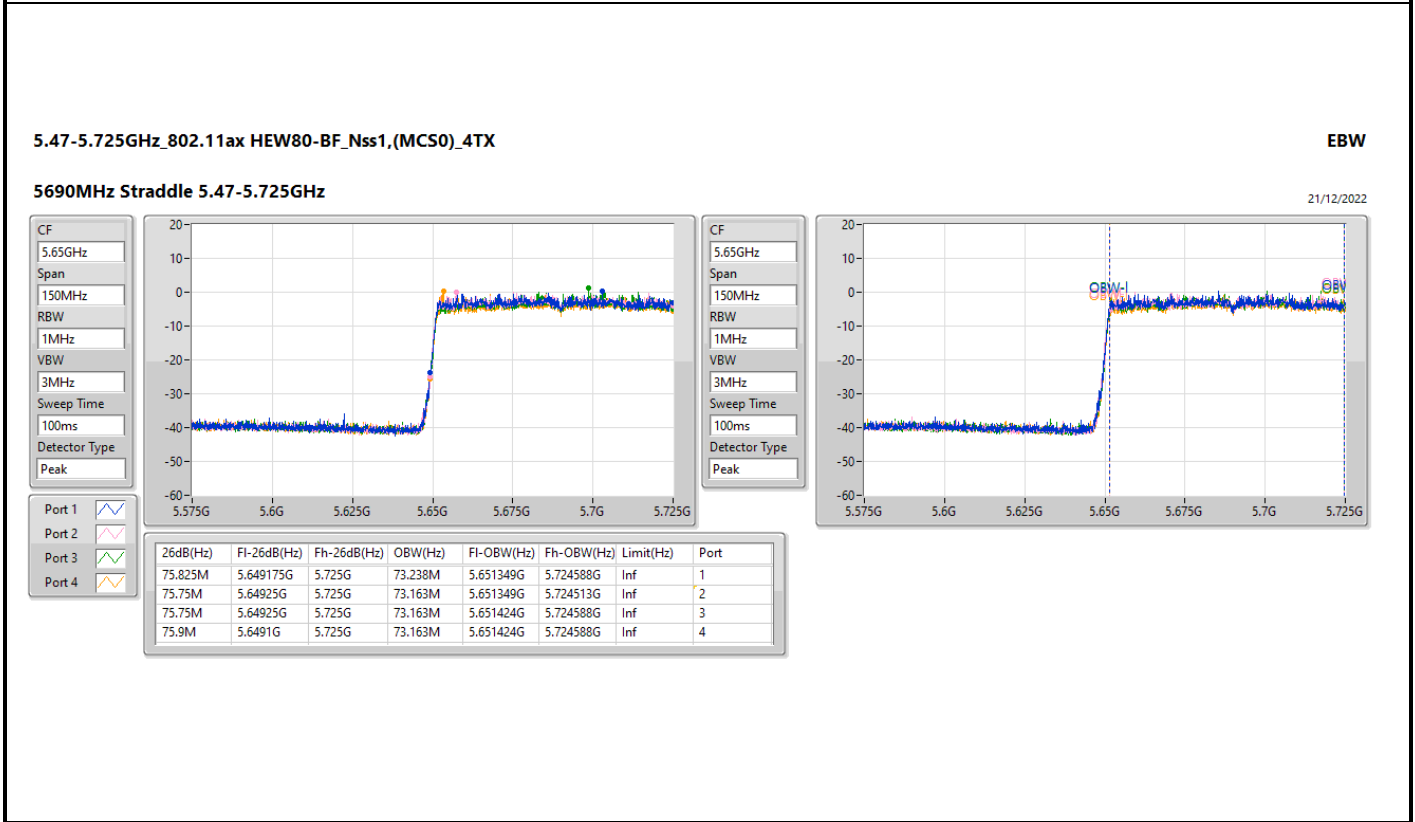 5.47-5.725GHz_802.11ax HEW80-BF_Nss1,(MCS0)_4TX
EBW
5690MHz Straddle 5.47-5.725GHz
21/12/2022
CF
5.65GHz
Span
150MHz
RBW
1MHz
VBW
3MHz
Sweep Time
100ms
Detector Type
Peak
20
10
0
-10
-20
-30
-40
-50
-60
5.575G 5.6G 5.625G 5.65G 5.675G 5.7G 5.725G
CF
5.65GHz
Span
150MHz
RBW
1MHz
VBW
3MHz
Sweep Time
100ms
Detector Type
Peak
20
10
0
-10
-20
-30
-40
-50
-60
OBW-l
5.575G 5.6G 5.625G 5.65G 5.675G 5.7G 5.725G
Port 1
Port 2
Port 3
Port 4
26dB(Hz) Fl-26dB(Hz) Fh-26dB(Hz) OBW(Hz) Fl-OBW(Hz) Fh-OBW(Hz) Limit(Hz) Port
75.825M 5.649175G 5.725G 73.238M 5.651349G 5.724588G Inf 1
75.75M 5.64925G 5.725G 73.163M 5.651349G 5.724513G Inf 2
75.75M 5.64925G 5.725G 73.163M 5.651424G 5.724588G Inf 3
75.9M 5.6491G 5.725G 73.163M 5.651424G 5.724588G Inf 4